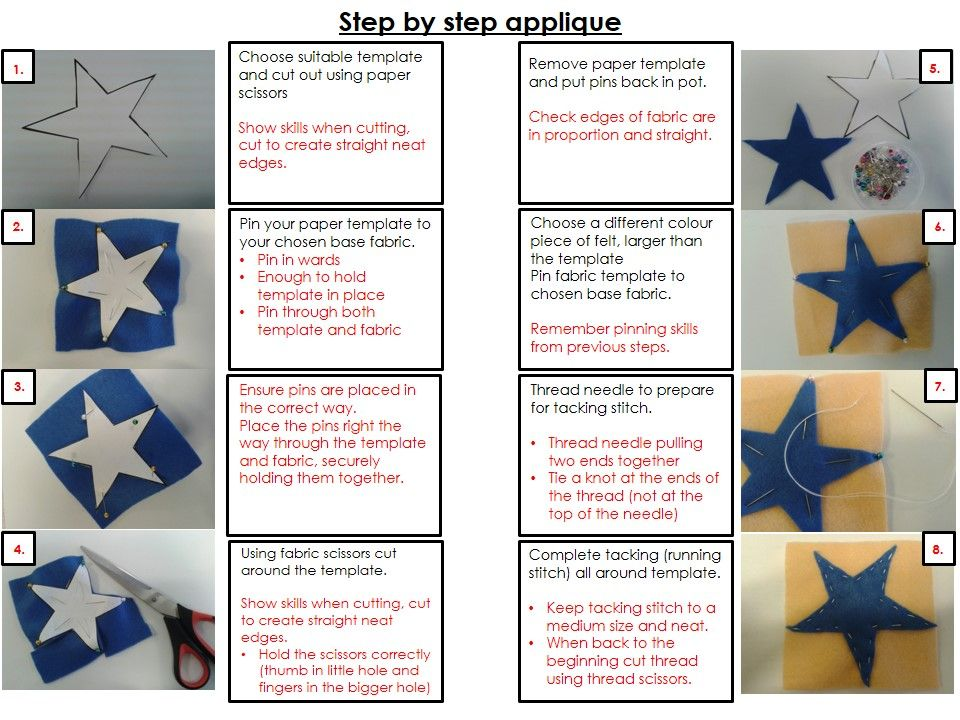 Step by step applique
1.
Choose suitable template
and cut out using paper
scissors
Show skills when cutting,
cut to create straight neat
edges.
2.
Pin your paper template to
your chosen base fabric.
• Pin in wards
• Enough to hold
template in place
• Pin through both
template and fabric
3.
Ensure pins are placed in
the correct way.
Place the pins right the
way through the template
and fabric, securely
holding them together.
4.
Using fabric scissors cut
around the template.
Show skills when cutting, cut
to create straight neat
edges.
• Hold the scissors correctly
(thumb in little hole and
fingers in the bigger hole)
5.
Remove paper template
and put pins back in pot.
Check edges of fabric are
in proportion and straight.
6.
Choose a different colour
piece of felt, larger than
the template
Pin fabric template to
chosen base fabric.
Remember pinning skills
from previous steps.
7.
Thread needle to prepare
for tacking stitch.
• Thread needle pulling
two ends together
• Tie a knot at the ends of
the thread (not at the
top of the needle)
8.
Complete tacking (running
stitch) all around template.
• Keep tacking stitch to a
medium size and neat.
• When back to the
beginning cut thread
using thread scissors.